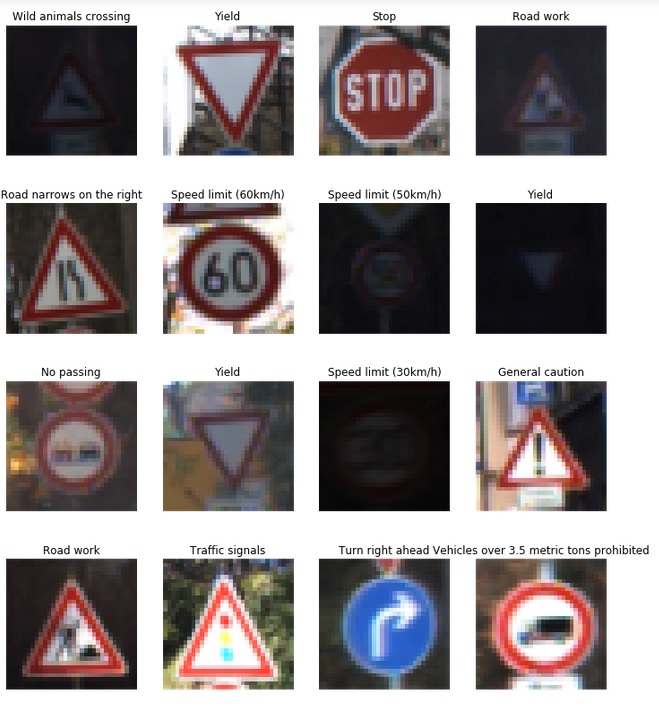 Wild animals crossing
Yield
Stop
Road work
STOP
Road narrows on the right
Speed limit (60km/h)
Speed limit (50km/h)
Yield
60
No passing
Yield
Speed limit (30km/h)
General caution
Road work
Traffic signals
Turn right ahead
Vehicles over 3.5 metric tons prohibited